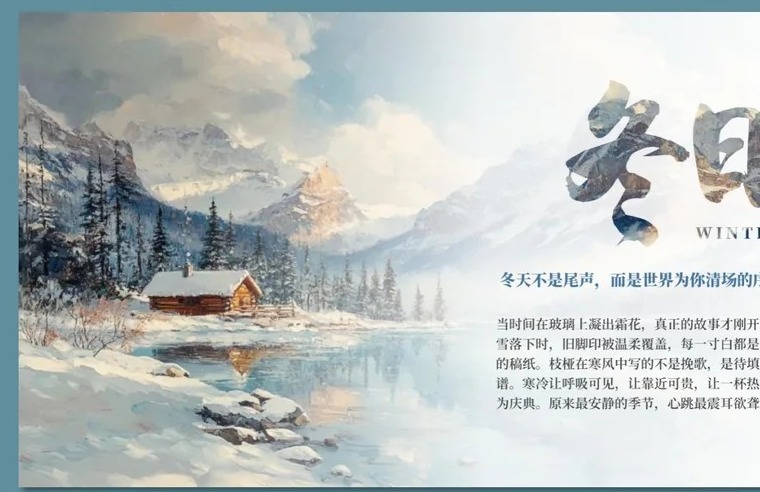 冬日
WINT
冬天不是尾声，而是世界为你清场的序
当时间在玻璃上凝出霜花，真正的故事才刚开
雪落下时，旧脚印被温柔覆盖，每一寸白都是
的稿纸。枝桠在寒风中写的不是挽歌，是待填
谱。寒冷让呼吸可见，让靠近可贵，让一杯热
为庆典。原来最安静的季节，心跳最震耳欲聋